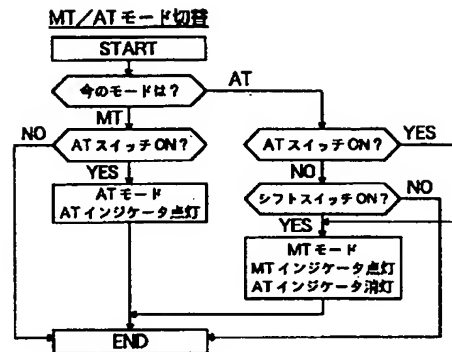 MT/ATモード切替
START
今のモードは?
AT
MT
NO
ATスイッチON?
YES
ATスイッチON?
YES
NO
ATモード
ATインジケータ点灯
シフトスイッチON?
NO
YES
MTモード
MTインジケータ点灯
ATインジケータ消灯
END